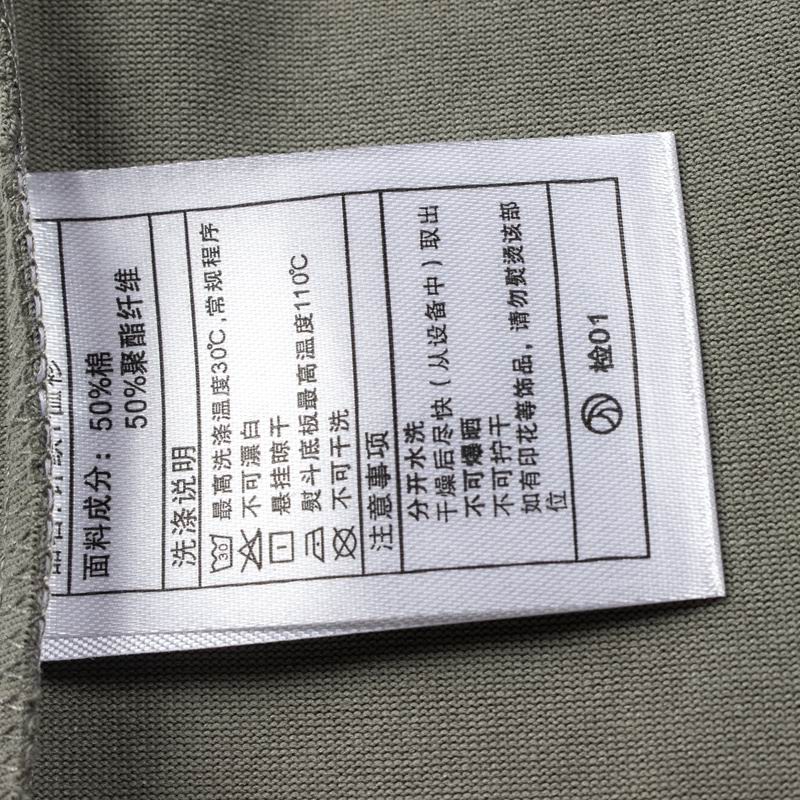 面料成分：50%棉
50%聚酯纤维
洗涤说明
30
最高洗涤温度30℃,常规程序
不可漂白
悬挂晾干
熨斗底板最高温度110℃
不可干洗
注意事项
分开水洗
干燥后尽快（从设备中）取出
不可爆晒
不可拧干
如有印花等饰品，请勿熨烫该部
位
检01